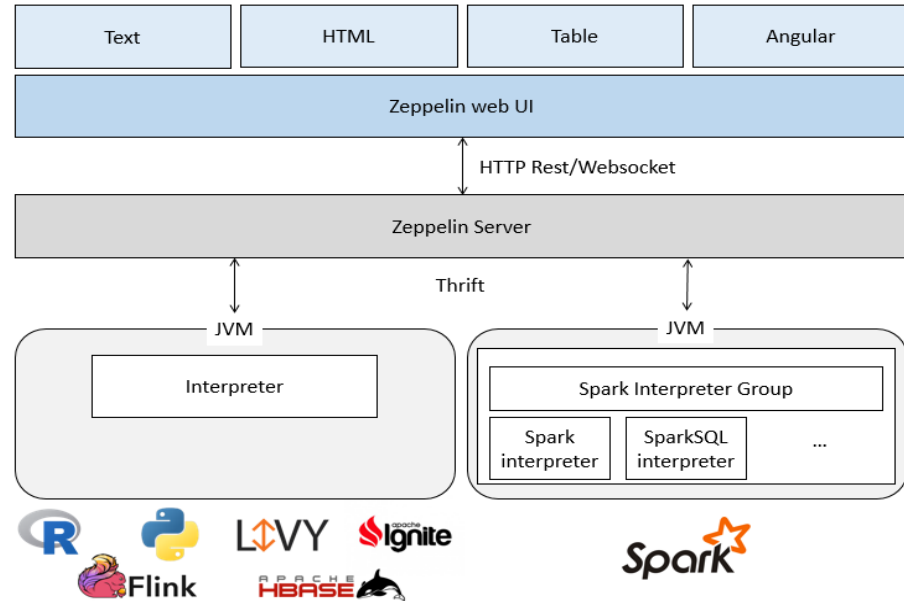 Text
HTML
Table
Angular
Zeppelin web UI
HTTP Rest/Websocket
Zeppelin Server
Thrift
JVM
JVM
Interpreter
Spark Interpreter Group
Spark
interpreter
SparkSQL
interpreter
...
R
LIVY
apache
Ignite
Flink
APACHE
HBASE
Spark